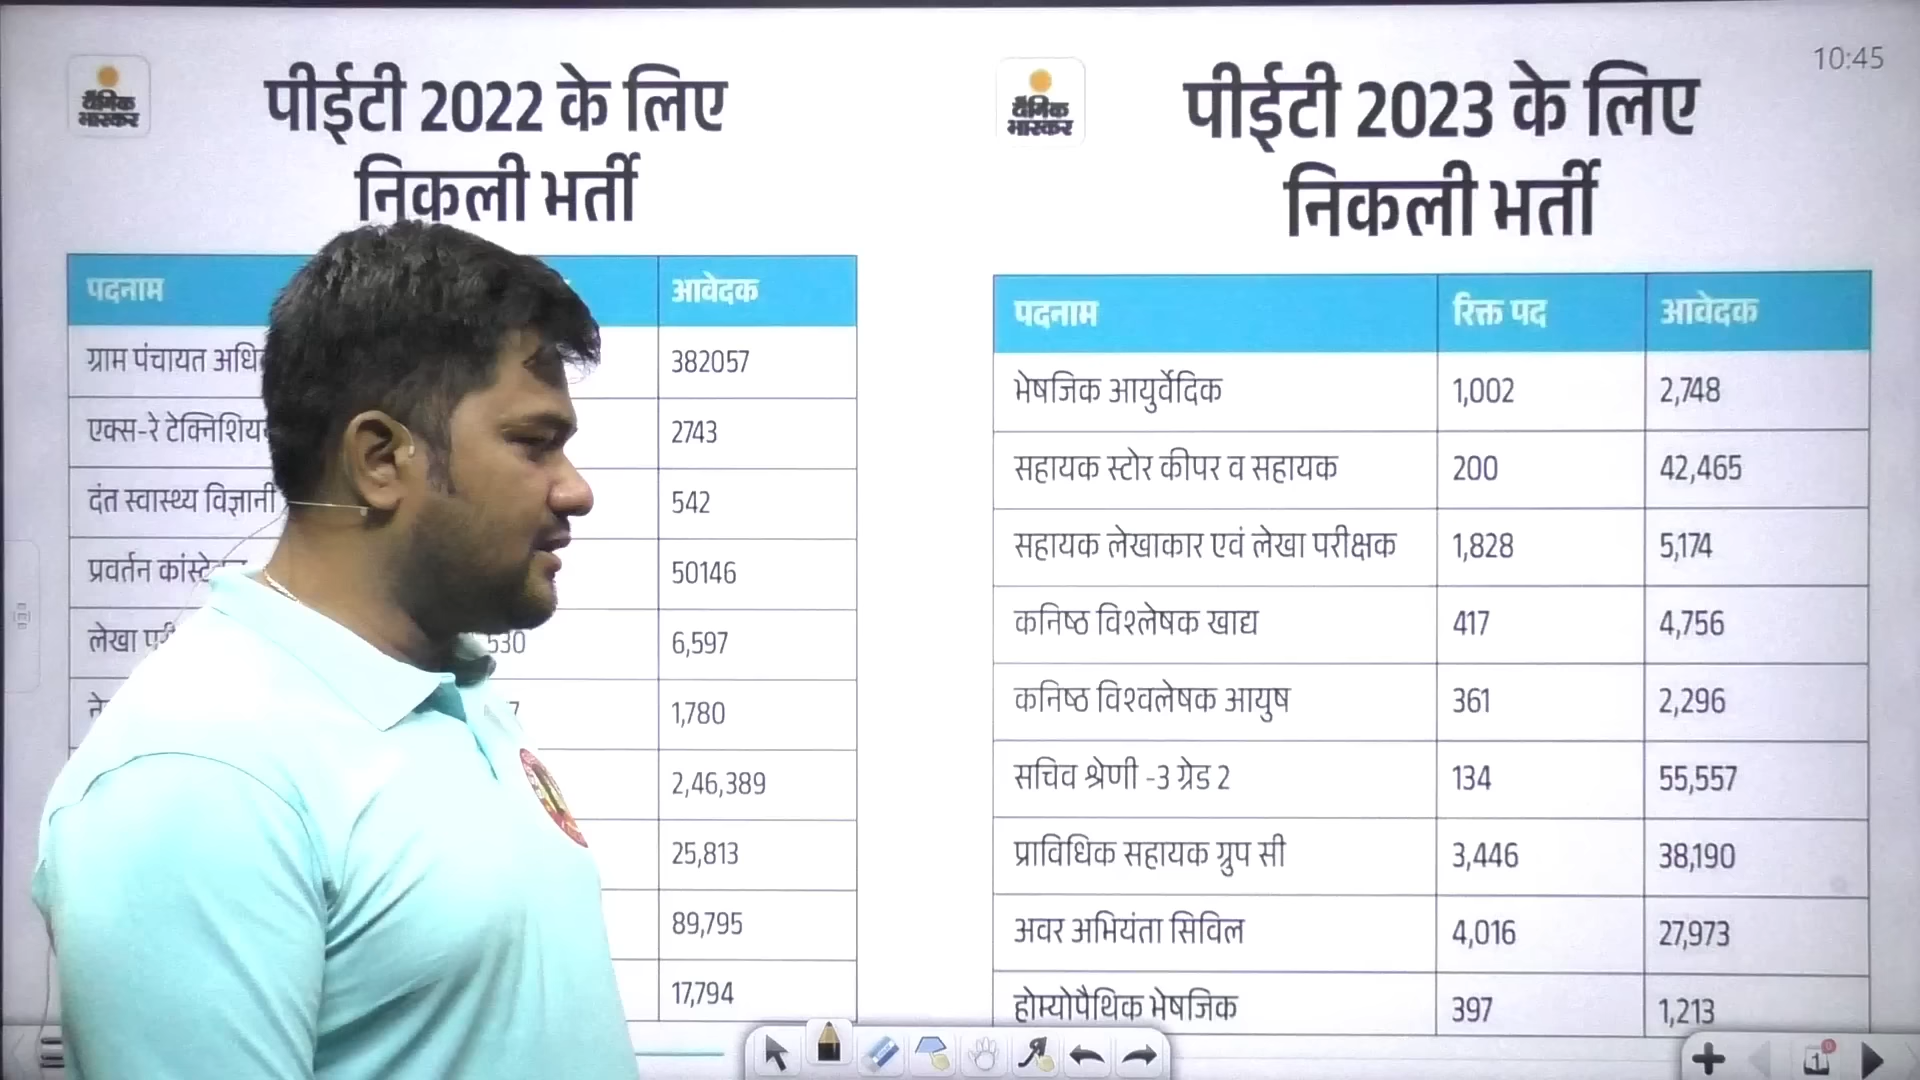 10:45
दैनिक
भास्कर
पीईटी 2022 के लिए
निकली भर्ती
पदनाम आवेदक
ग्राम पंचायत 382057
एक्स-रे 2743
दंत स्वास्थ्य विज्ञानी 542
प्रवर्तन 50146
लेखा 530 6,597
7 1,780
2,46,389
25,813
89,795
17,794
दैनिक
भास्कर
पीईटी 2023 के लिए
निकली भर्ती
पदनाम रिक्त पद आवेदक
भेषजिक आयुर्वेदिक 1,002 2,748
सहायक स्टोर कीपर व सहायक 200 42,465
सहायक लेखाकार एवं लेखा परीक्षक 1,828 5,174
कनिष्ठ विश्लेषक खाद्य 417 4,756
कनिष्ठ विश्वलेषक आयुष 361 2,296
सचिव श्रेणी -3 ग्रेड 2 134 55,557
प्राविधिक सहायक ग्रुप सी 3,446 38,190
अवर अभियंता सिविल 4,016 27,973
होम्योपैथिक भेषजिक 397 1,213
1